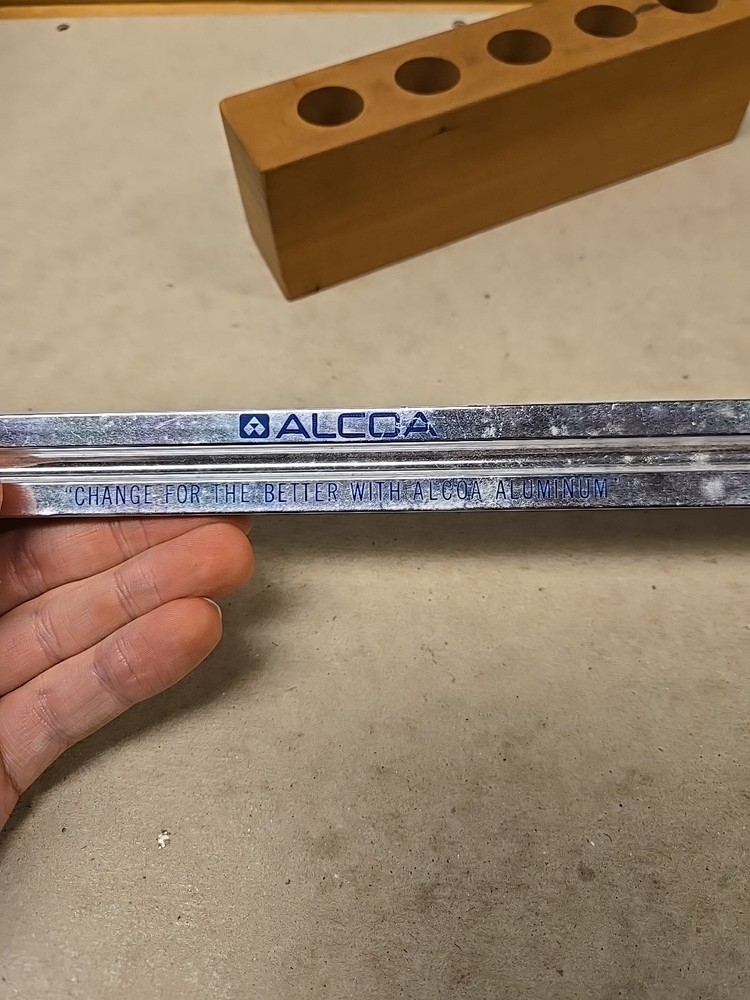 ALCOA
"CHANGE FOR THE BETTER WITH ALCOA ALUMINUM"